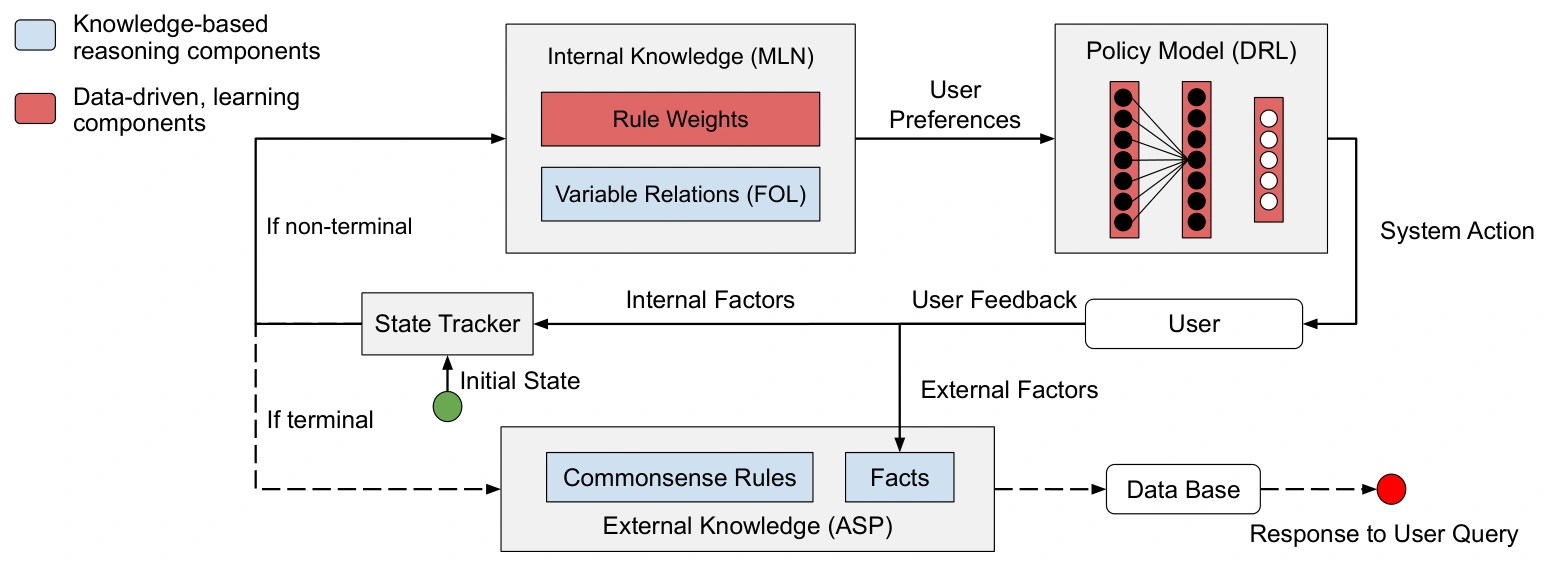 Knowledge-based
reasoning components
Data-driven, learning
components
Internal Knowledge (MLN)
Rule Weights
Variable Relations (FOL)
User
Preferences
Policy Model (DRL)
If non-terminal
System Action
State Tracker
Internal Factors
User Feedback
User
Initial State
External Factors
If terminal
Commonsense Rules
Facts
External Knowledge (ASP)
Data Base
Response to User Query